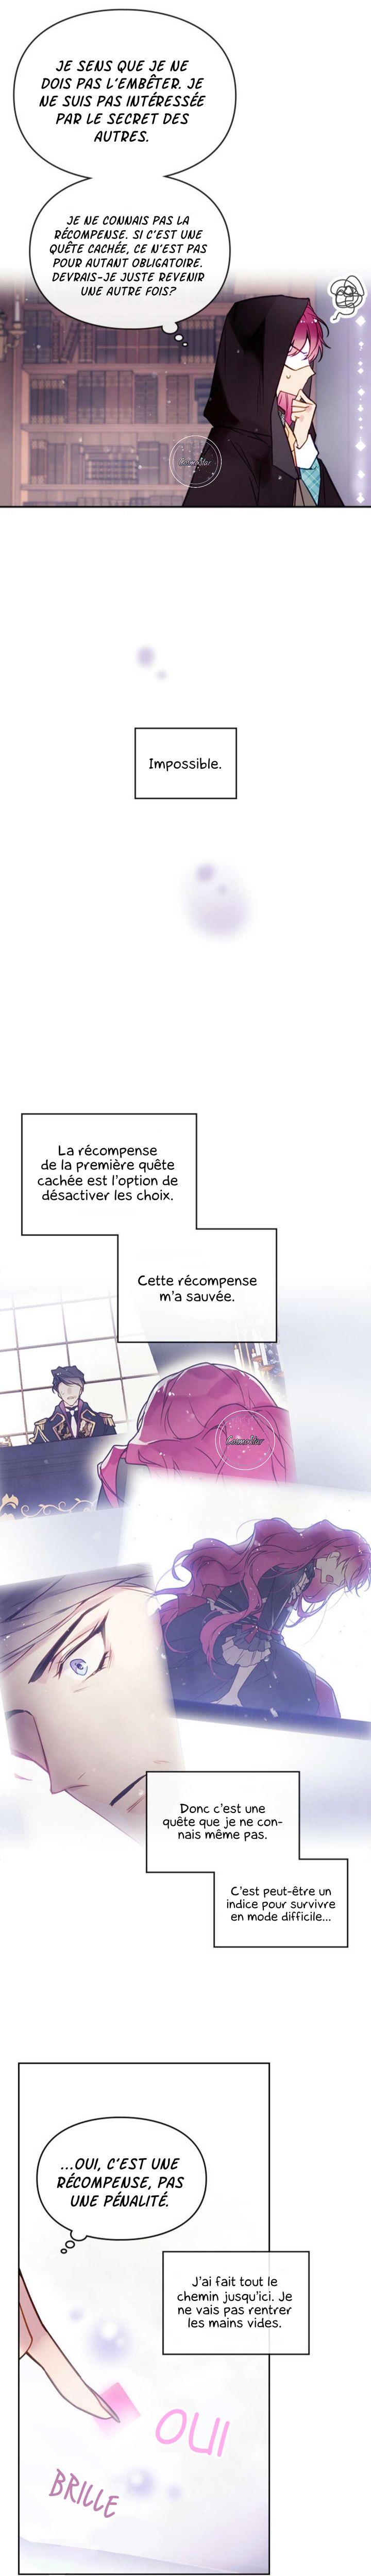 JE SENS QUE JE NE
DOIS PAS L'EMBÊTER. JE
NE SUIS PAS INTÉRESSÉE
PAR LE SECRET DES
AUTRES.
JE NE CONNAIS PAS LA
RÉCOMPENSE. SI C'EST UNE
QUÊTE CACHÉE, CE N'EST PAS
POUR AUTANT OBLIGATOIRE.
DEVRAIS-JE JUSTE REVENIR
UNE AUTRE FOIS?
Impossible.
La récompense
de la première quête
cachée est l'option de
désactiver les choix.
Cette récompense
m'a sauvée.
Donc c'est une
quête que je ne con-
nais même pas.
C'est peut-être un
indice pour survivre
en mode difficile...
...OUI, C'EST UNE
RÉCOMPENSE, PAS
UNE PÉNALITÉ.
J'ai fait tout le
chemin jusqu'ici. Je
ne vais pas rentrer
les mains vides.
OUI
BRILLE